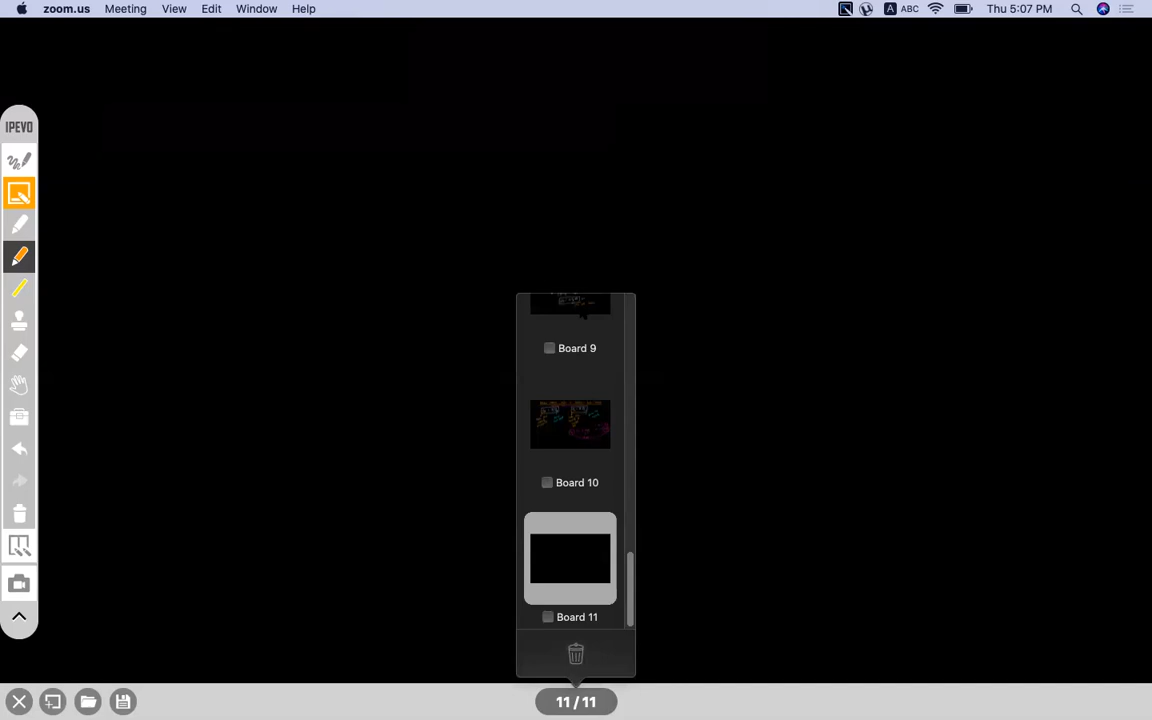 zoom.us Meeting View Edit Window Help A ABC Thu 5:07 PM
IPEVO
Board 9
Board 10
Board 11
11 / 11